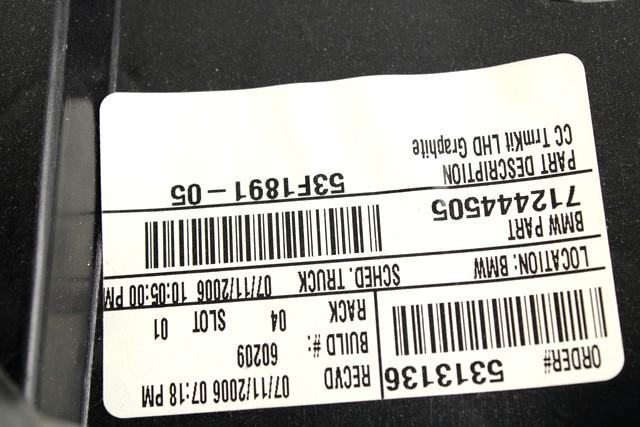 ORDER# 5313136
RECVD 07/11/2006 07:18 PM
BUILD #: 60209
RACK 04 SLOT 01
LOCATION: BMW SCHED. TRUCK 07/11/2006 10:05:00 PM
BMW PART
712444505
PART DESCRIPTION 53F1891-05
CC TrmKit LHD Graphite